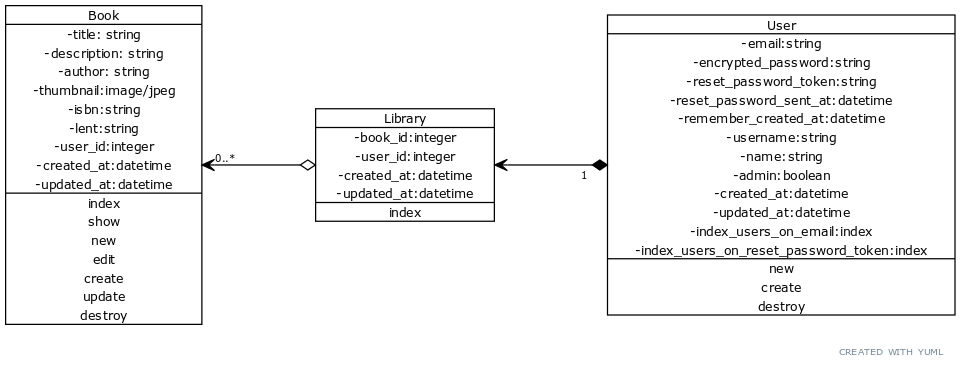 Book
-title: string
-description: string
-author: string
-thumbnail:image/jpeg
-isbn:string
-lent:string
-user_id:integer
-created_at:datetime
-updated_at:datetime
index
show
new
edit
create
update
destroy
0..*
Library
-book_id:integer
-user_id:integer
-created_at:datetime
-updated_at:datetime
index
1
User
-email:string
-encrypted_password:string
-reset_password_token:string
-reset_password_sent_at:datetime
-remember_created_at:datetime
-username:string
-name:string
-admin:boolean
-created_at:datetime
-updated_at:datetime
-index_users_on_email:index
-index_users_on_reset_password_token:index
new
create
destroy
CREATED WITH YUML